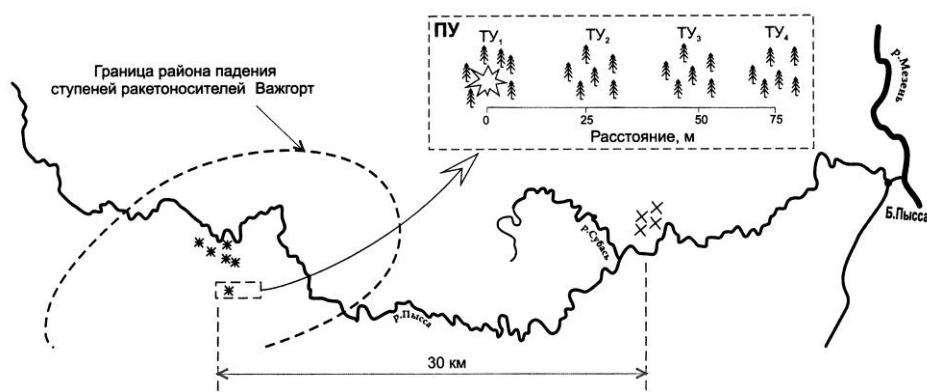 ПУ
ТУ1 ТУ2 ТУ3 ТУ4
0 25 50 75
Расстояние, м
Граница района падения
ступеней ракетоносителей Важгорт
р.Мезень
Б.Пысса
р.Субась
р.Пысса
30 км